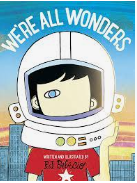 WE'RE ALL WONDERS
WRITTEN AND ILLUSTRATED BY
R.J. Palacio